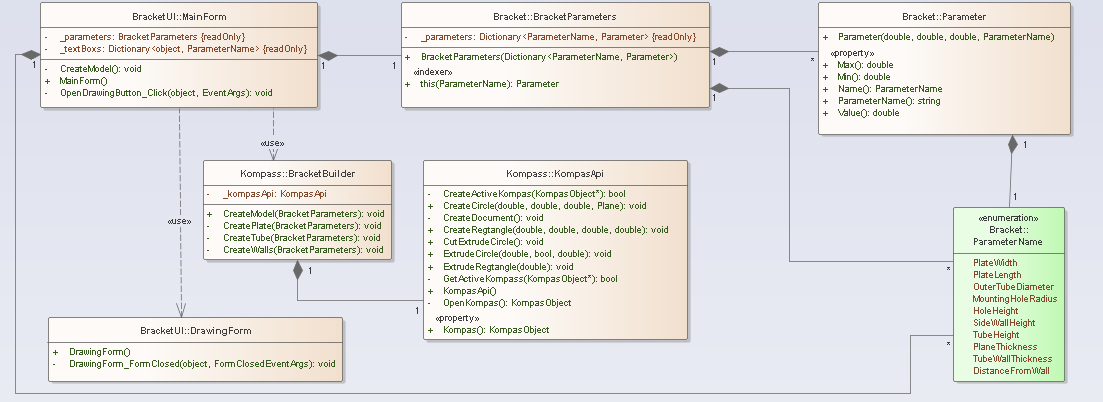 BracketUI::MainForm
- _parameters: BracketParameters {readOnly}
- _textBoxs: Dictionary<object, ParameterName> {readOnly}
- CreateModel(): void
+ MainForm()
- OpenDrawingButton_Click(object, EventArgs): void
1
1
1
Bracket::BracketParameters
- _parameters: Dictionary<ParameterName, Parameter> {readOnly}
+ BracketParameters(Dictionary<ParameterName, Parameter>)
«indexer»
+ this(ParameterName): Parameter
1
*
1
Bracket::Parameter
+ Parameter(double, double, double, ParameterName)
«property»
+ Max(): double
+ Min(): double
+ Name(): ParameterName
+ ParameterName(): string
+ Value(): double
1
1
«use»
«use»
Kompass::BracketBuilder
- _kompasApi: KompasApi
+ CreateModel(BracketParameters): void
- CreatePlate(BracketParameters): void
- CreateTube(BracketParameters): void
- CreateWalls(BracketParameters): void
1
1
Kompass::KompasApi
- CreateActiveKompas(KompasObject*): bool
+ CreateCircle(double, double, double, Plane): void
- CreateDocument(): void
+ CreateRegtangle(double, double, double, double): void
+ CutExtrudeCircle(): void
+ ExtrudeCircle(double, bool, double): void
+ ExtrudeRegtangle(double): void
- GetActiveKompass(KompasObject*): bool
+ KompasApi()
- OpenKompas(): KompasObject
«property»
+ Kompas(): KompasObject
«enumeration»
Bracket::
ParameterName
PlateWidth
PlateLength
OuterTubeDiameter
MountingHoleRadius
HoleHeight
SideWallHeight
TubeHeight
PlaneThickness
TubeWallThickness
DistanceFromWall
*
*
BracketUI::DrawingForm
+ DrawingForm()
- DrawingForm_FormClosed(object, FormClosedEventArgs): void